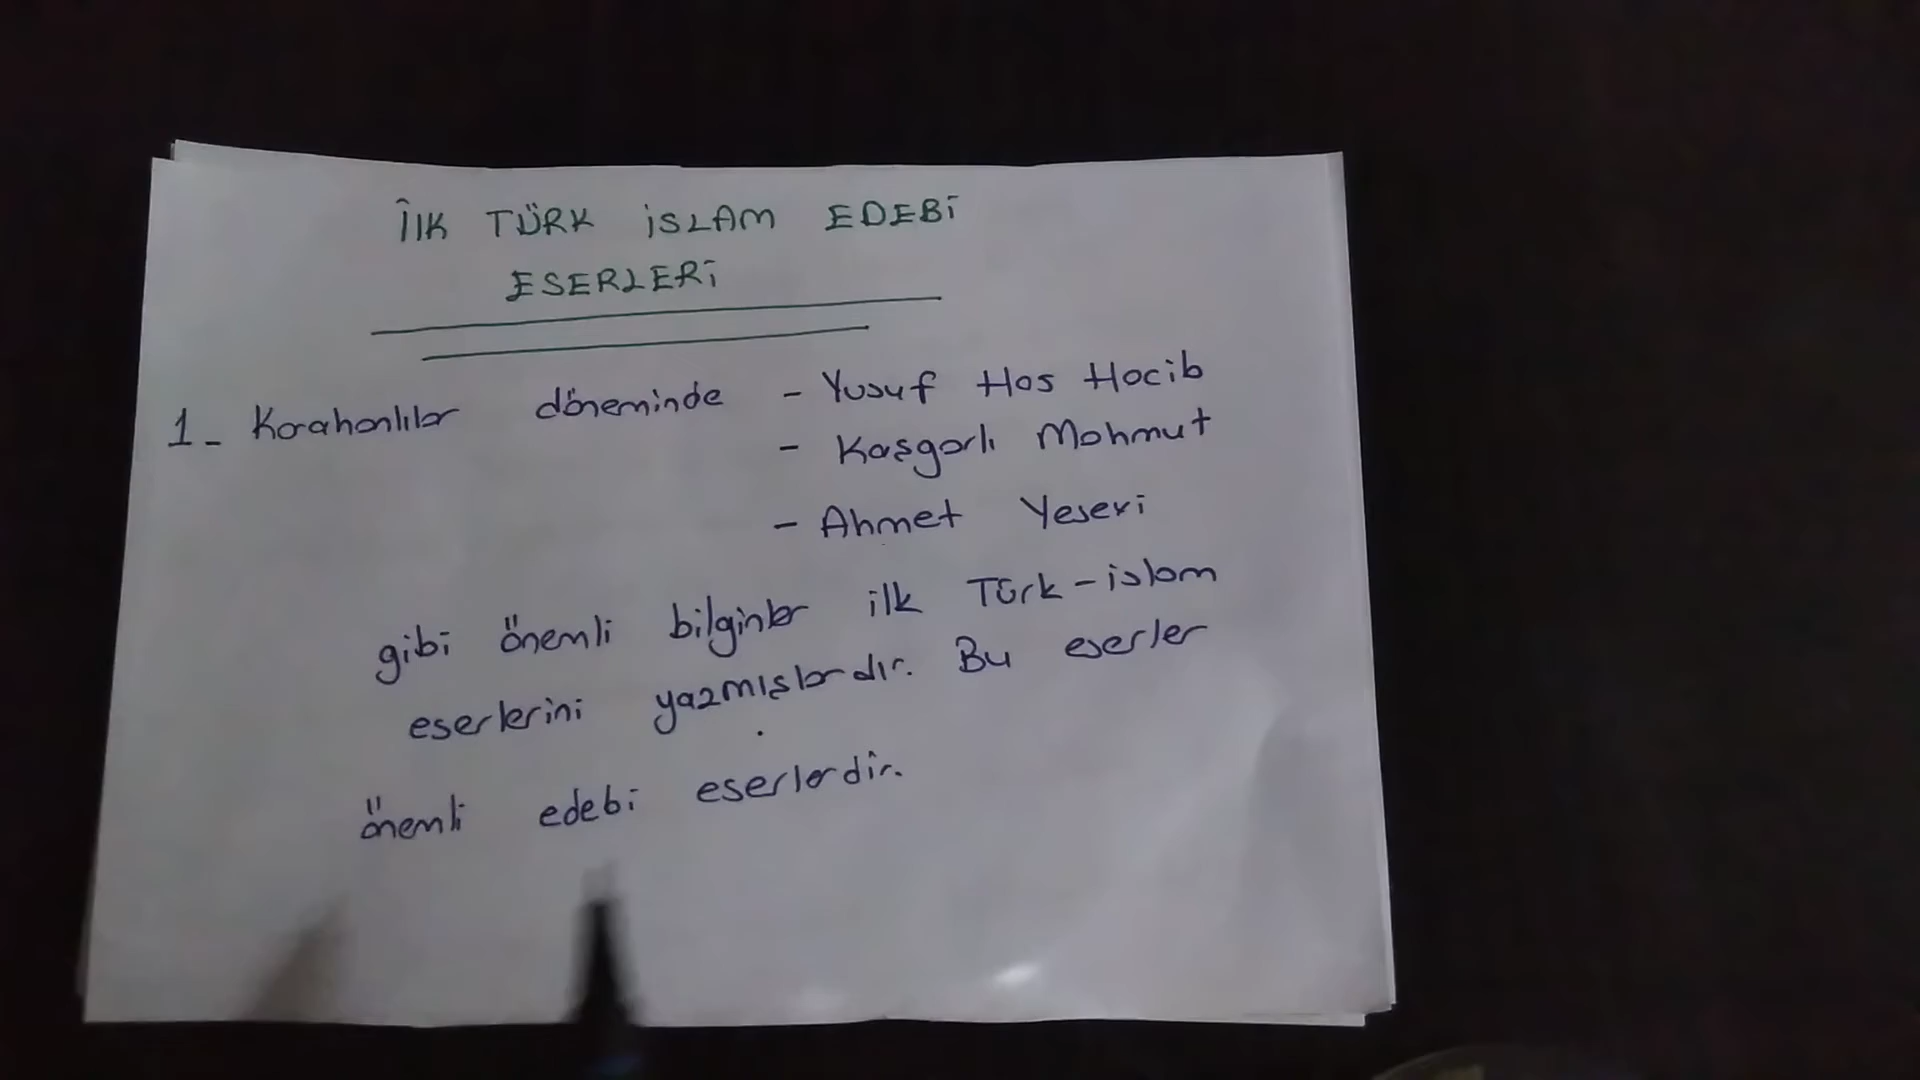 İLK TÜRK İSLAM EDEBİ
ESERLERİ
1- Karahanlılar döneminde - Yusuf Has Hacib
- Kaşgarlı Mahmut
- Ahmet Yesevi
gibi önemli bilginler ilk Türk-islam
eserlerini yazmışlardır. Bu eserler
önemli edebi eserlerdir.